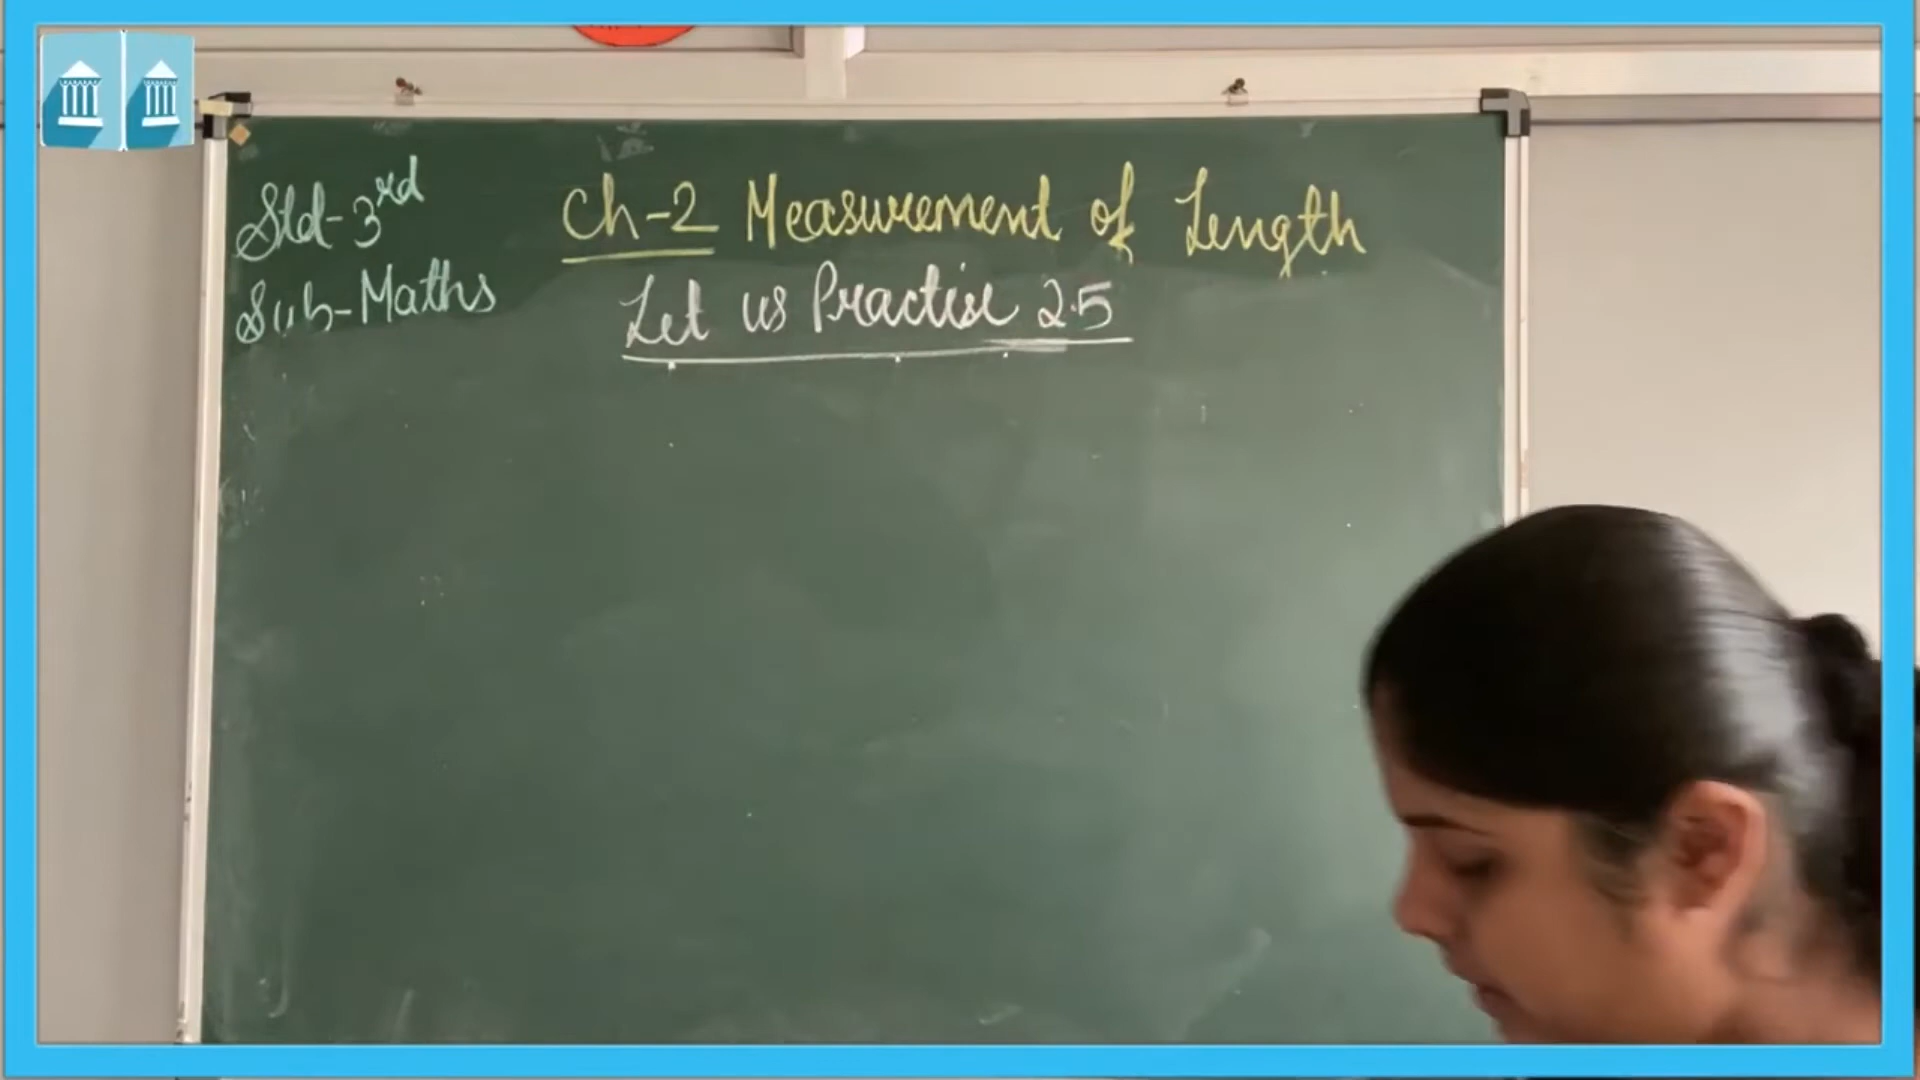 Std-3rd
Ch-2 Measurement of Length
Sub-Maths
Let us Practise 2.5